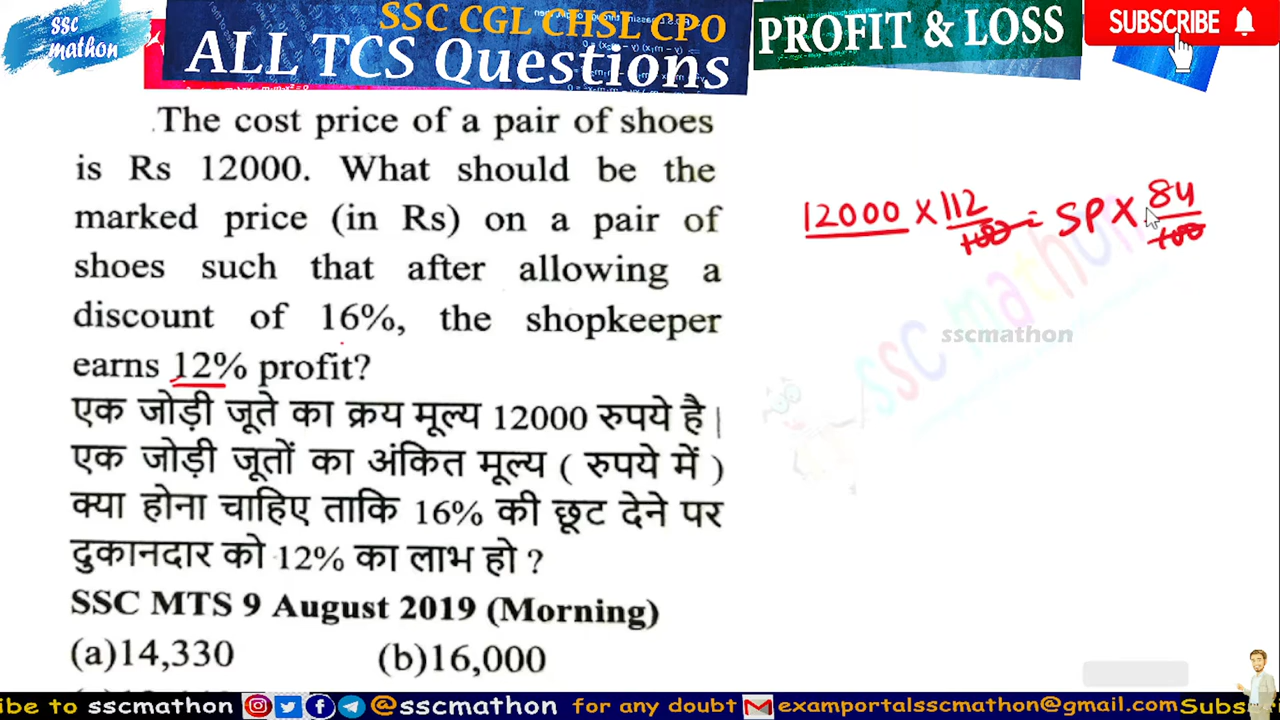 SSC mathon
SSC CGL CHSL CPO
ALL TCS Questions
PROFIT & LOSS
SUBSCRIBE
The cost price of a pair of shoes
is Rs 12000. What should be the
marked price (in Rs) on a pair of
shoes such that after allowing a
discount of 16%, the shopkeeper
earns 12% profit?
एक जोड़ी जूते का क्रय मूल्य 12000 रुपये है|
एक जोड़ी जूतों का अंकित मूल्य ( रुपये में )
क्या होना चाहिए ताकि 16% की छूट देने पर
दुकानदार को 12% का लाभ हो ?
SSC MTS 9 August 2019 (Morning)
(a)14,330 (b)16,000
12000 × 112/100 = SP × 84/100
SSC mathon
sscmathon
ibe to sscmathon @sscmathon for any doubt examportalsscmathon@gmail.com Subs